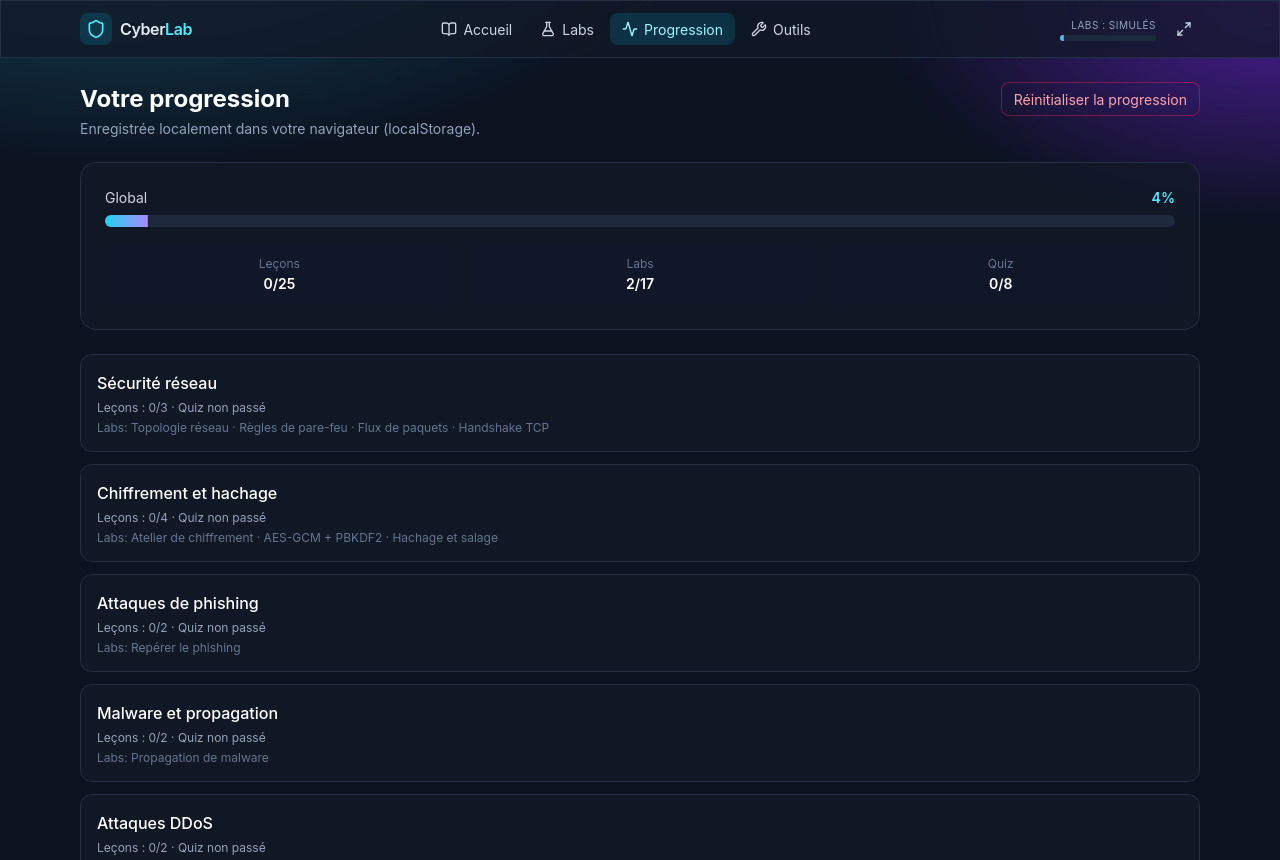 CyberLab
Accueil
Labs
Progression
Outils
LABS : SIMULÉS
Votre progression
Réinitialiser la progression
Enregistrée localement dans votre navigateur (localStorage).
Global
4%
Leçons
0/25
Labs
2/17
Quiz
0/8
Sécurité réseau
Leçons : 0/3 · Quiz non passé
Labs: Topologie réseau · Règles de pare-feu · Flux de paquets · Handshake TCP
Chiffrement et hachage
Leçons : 0/4 · Quiz non passé
Labs: Atelier de chiffrement · AES-GCM + PBKDF2 · Hachage et salage
Attaques de phishing
Leçons : 0/2 · Quiz non passé
Labs: Repérer le phishing
Malware et propagation
Leçons : 0/2 · Quiz non passé
Labs: Propagation de malware
Attaques DDoS
Leçons : 0/2 · Quiz non passé